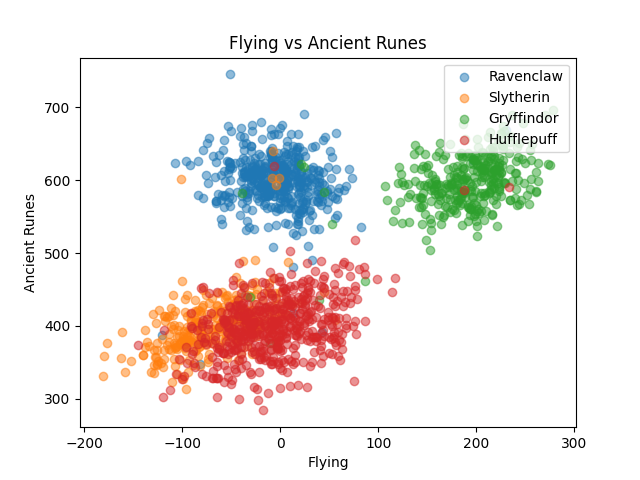 Flying vs Ancient Runes
Ravenclaw
Slytherin
Gryffindor
Hufflepuff
Ancient Runes
700
600
500
400
300
−200
−100
0
100
200
300
Flying